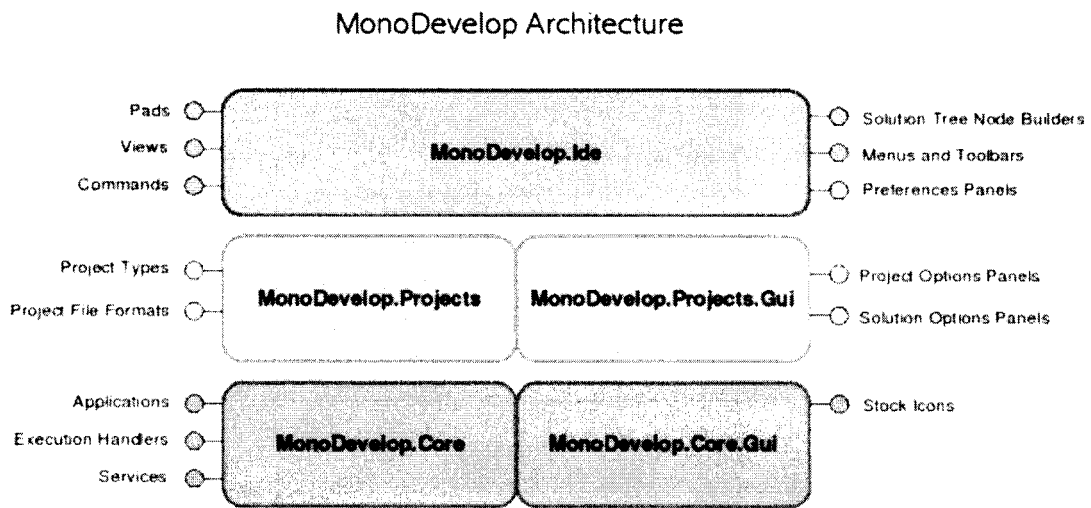 MonoDevelop Architecture
Pads
Views
Commands
MonoDevelop.Ide
Solution Tree Node Builders
Menus and Toolbars
Preferences Panels
Project Types
Project File Formats
MonoDevelop.Projects
MonoDevelop.Projects.Gui
Project Options Panels
Solution Options Panels
Applications
Execution Handlers
Services
MonoDevelop.Core
MonoDevelop.Core.Gui
Stock Icons